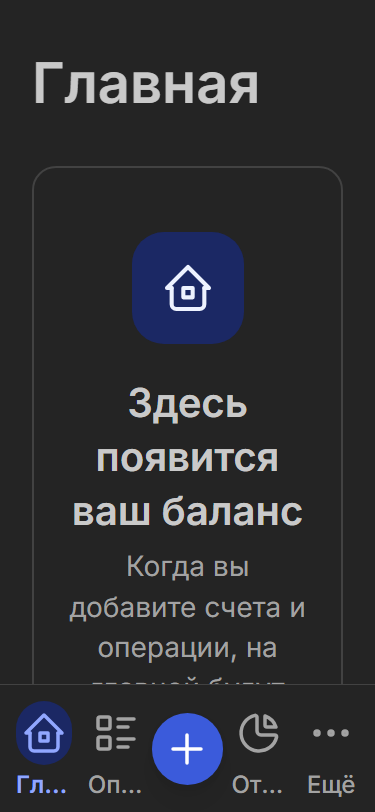 Главная
Здесь
появится
ваш баланс
Когда вы
добавите счета и
операции, на
Гл...
Оп...
От...
Ещё